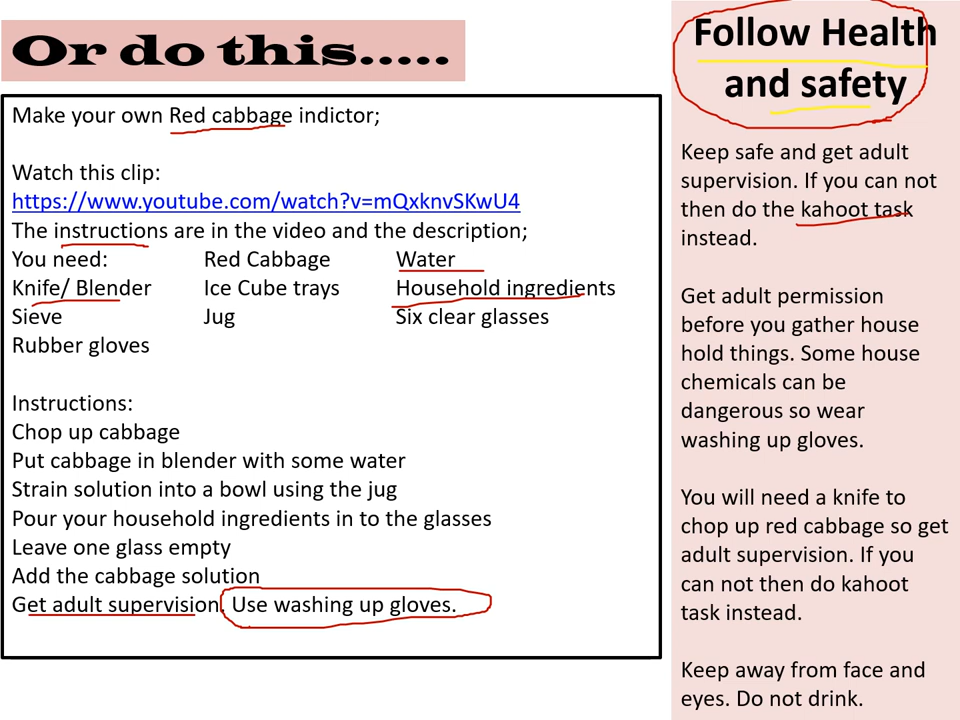 Or do this.....
Make your own Red cabbage indictor;
Watch this clip:
https://www.youtube.com/watch?v=mQxknvSKwU4
The instructions are in the video and the description;
You need: Red Cabbage Water
Knife/ Blender Ice Cube trays Household ingredients
Sieve Jug Six clear glasses
Rubber gloves
Instructions:
Chop up cabbage
Put cabbage in blender with some water
Strain solution into a bowl using the jug
Pour your household ingredients in to the glasses
Leave one glass empty
Add the cabbage solution
Get adult supervision. Use washing up gloves.
Follow Health
and safety
Keep safe and get adult
supervision. If you can not
then do the kahoot task
instead.
Get adult permission
before you gather house
hold things. Some house
chemicals can be
dangerous so wear
washing up gloves.
You will need a knife to
chop up red cabbage so get
adult supervision. If you
can not then do kahoot
task instead.
Keep away from face and
eyes. Do not drink.